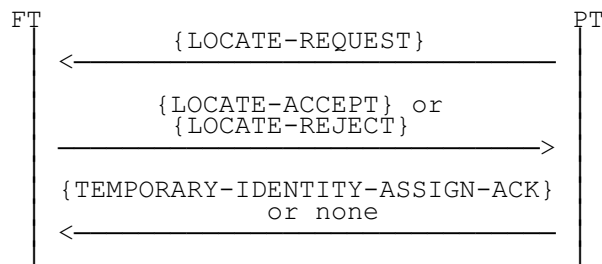 FT PT
{LOCATE-REQUEST}
{LOCATE-ACCEPT} or
{LOCATE-REJECT}
{TEMPORARY-IDENTITY-ASSIGN-ACK}
or none